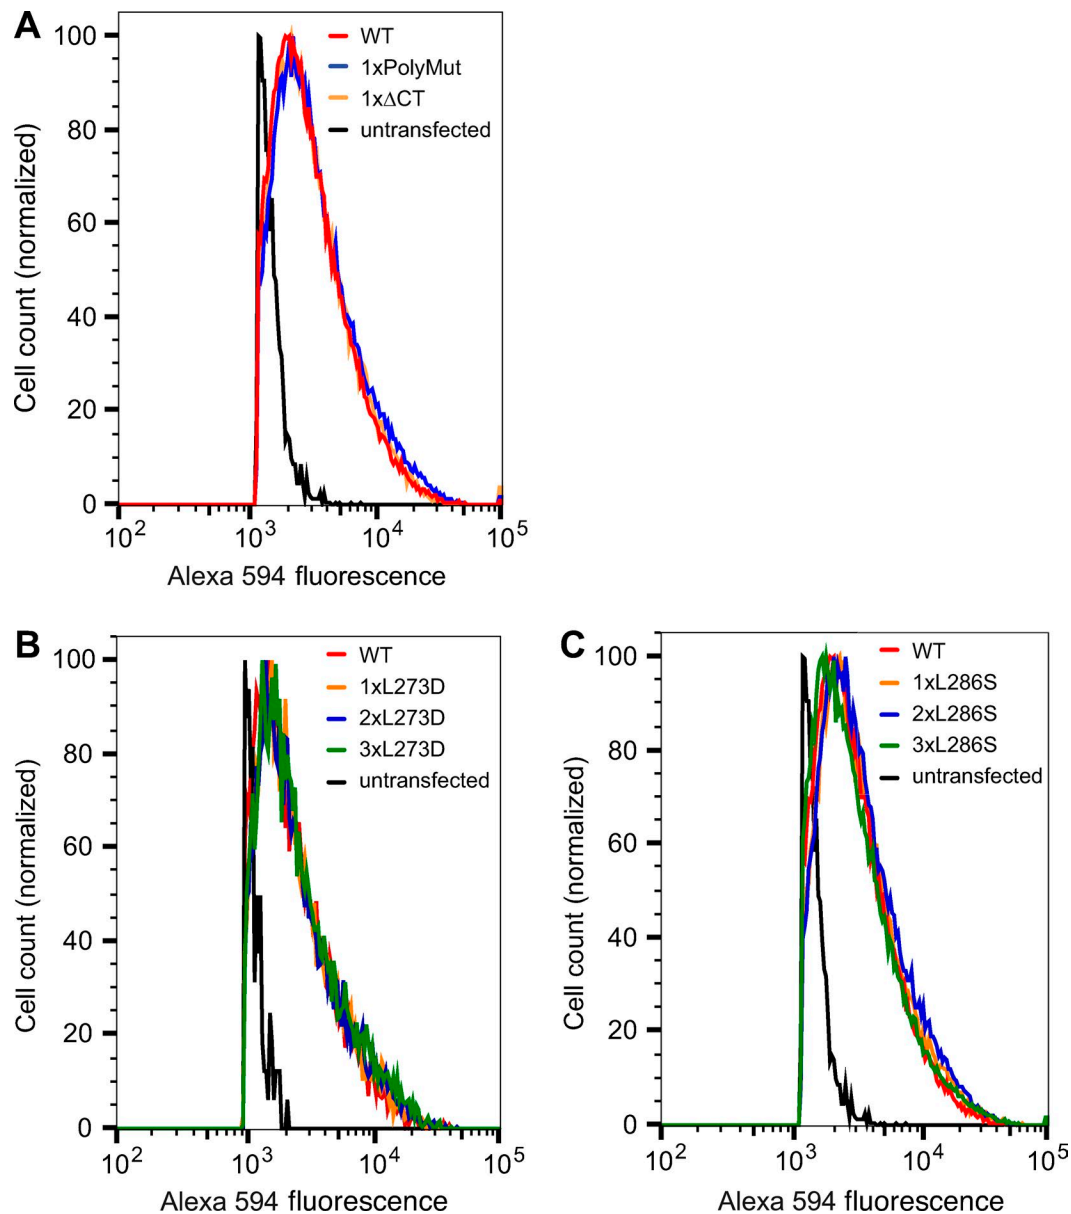 A
WT
1xPolyMut
1xΔCT
untransfected
Cell count (normalized)
100
80
60
40
20
0
10²
10³
10⁴
10⁵
Alexa 594 fluorescence
B
WT
1xL273D
2xL273D
3xL273D
untransfected
Cell count (normalized)
100
80
60
40
20
0
10²
10³
10⁴
10⁵
Alexa 594 fluorescence
C
WT
1xL286S
2xL286S
3xL286S
untransfected
Cell count (normalized)
100
80
60
40
20
0
10²
10³
10⁴
10⁵
Alexa 594 fluorescence